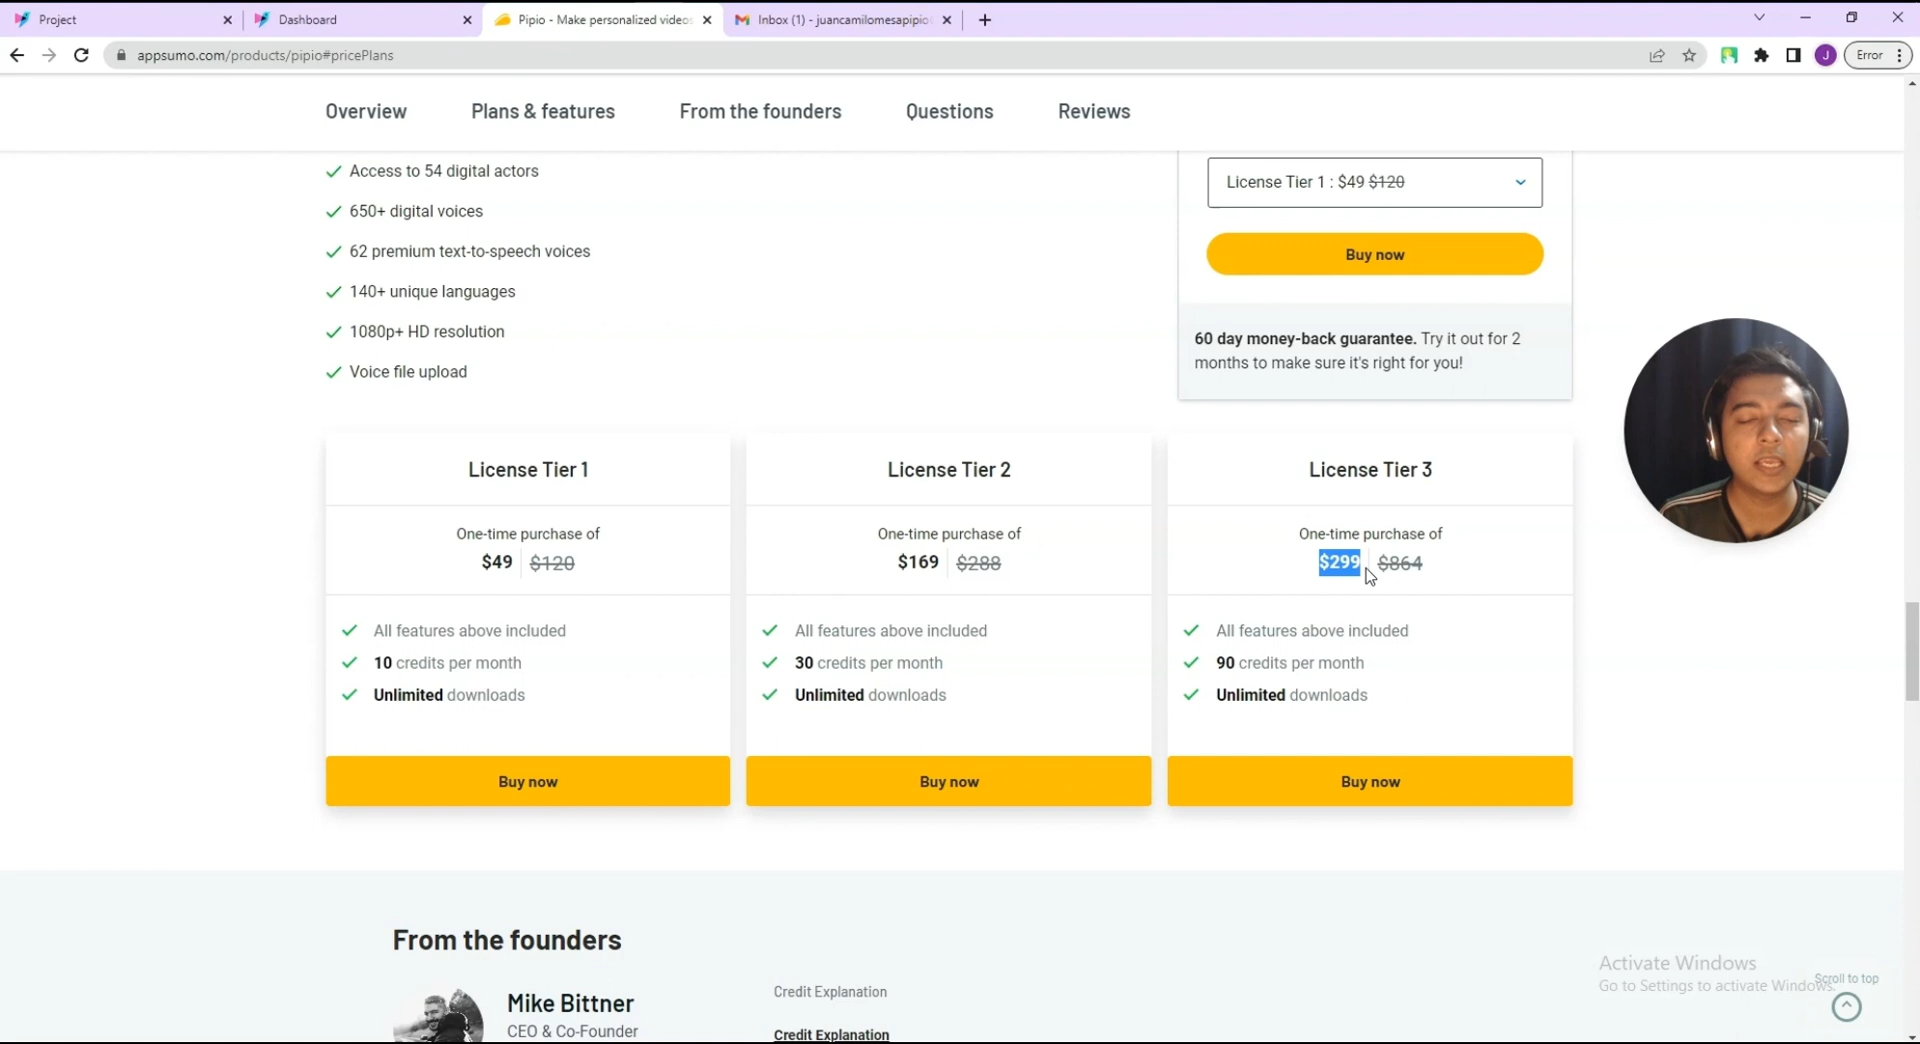 Project
Dashboard
Pipio - Make personalized videos
Inbox (1) - juancamilomesapipio
appsumo.com/products/pipio#pricePlans
J
Error
Overview
Plans & features
From the founders
Questions
Reviews
Access to 54 digital actors
650+ digital voices
62 premium text-to-speech voices
140+ unique languages
1080p+ HD resolution
Voice file upload
License Tier 1 : $49 $120
Buy now
60 day money-back guarantee. Try it out for 2
months to make sure it's right for you!
License Tier 1
One-time purchase of
$49 $120
All features above included
10 credits per month
Unlimited downloads
Buy now
License Tier 2
One-time purchase of
$169 $288
All features above included
30 credits per month
Unlimited downloads
Buy now
License Tier 3
One-time purchase of
$299 $864
All features above included
90 credits per month
Unlimited downloads
Buy now
From the founders
Mike Bittner
CEO & Co-Founder
Credit Explanation
Credit Explanation
Activate Windows
Go to Settings to activate Windows.
Scroll to top